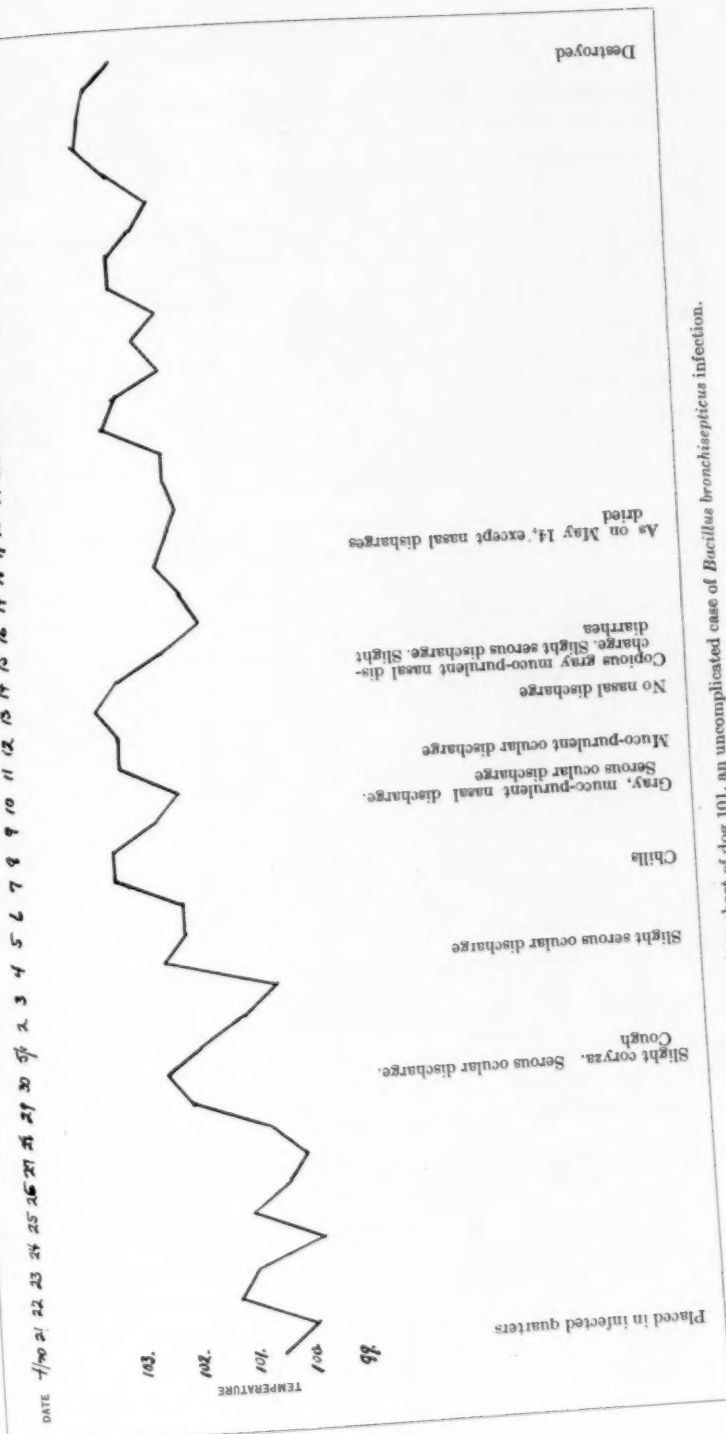 DATE 4/20 21 22 23 24 25 26 27 28 29 30 5/1 2 3 4 5 6 7 8 9 10 11 12 13 14 15 16
TEMPERATURE
103.
102.
101.
100.
99.
Placed in infected quarters
Slight coryza. Serous ocular discharge.
Cough
Slight serous ocular discharge
Chills
Gray, muco-purulent nasal discharge.
Serous ocular discharge
Muco-purulent ocular discharge
No nasal discharge
Copious gray muco-purulent nasal dis-
charge. Slight serous discharge. Slight
diarrhea
As on May 14, except nasal disharges
dried
Destroyed
of dog 101, an uncomplicated case of Bacillus bronchisepticus infection.